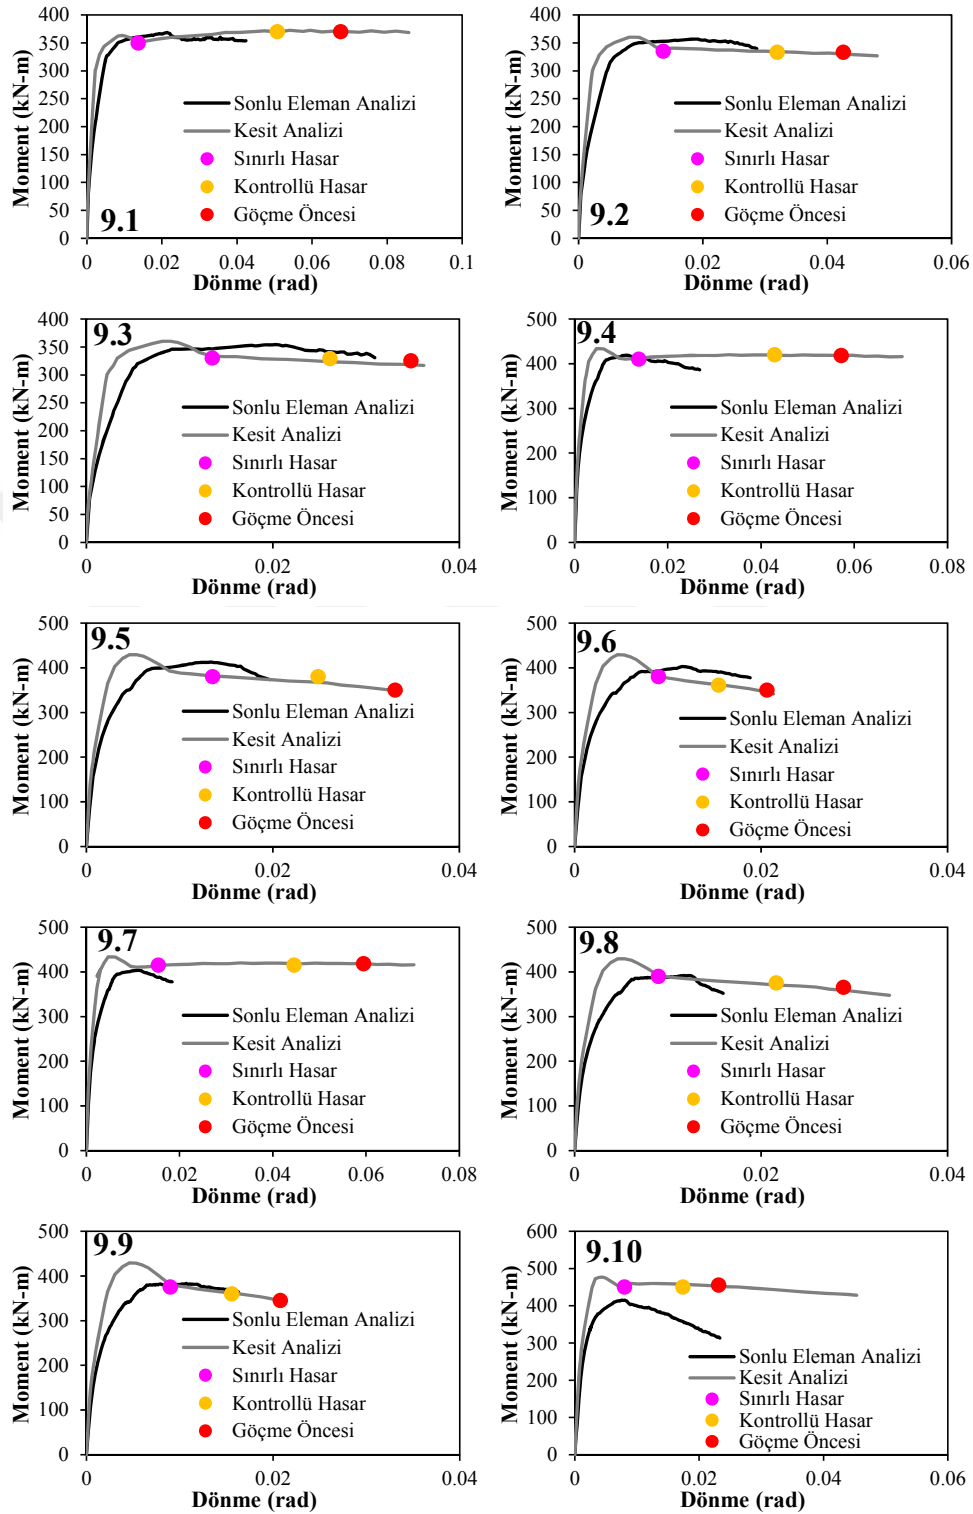 400
350
300
250
200
150
100
50
0
Moment (kN-m)
Sonlu Eleman Analizi
Kesit Analizi
Sınırlı Hasar
Kontrollü Hasar
Göçme Öncesi
9.1
0 0.02 0.04 0.06 0.08 0.1
Dönme (rad)
400
350
300
250
200
150
100
50
0
Moment (kN-m)
Sonlu Eleman Analizi
Kesit Analizi
Sınırlı Hasar
Kontrollü Hasar
Göçme Öncesi
9.2
0 0.02 0.04 0.06
Dönme (rad)
400
350
300
250
200
150
100
50
0
Moment (kN-m)
9.3
Sonlu Eleman Analizi
Kesit Analizi
Sınırlı Hasar
Kontrollü Hasar
Göçme Öncesi
0 0.02 0.04
Dönme (rad)
500
400
300
200
100
0
Moment (kN-m)
9.4
Sonlu Eleman Analizi
Kesit Analizi
Sınırlı Hasar
Kontrollü Hasar
Göçme Öncesi
0 0.02 0.04 0.06 0.08
Dönme (rad)
500
400
300
200
100
0
Moment (kN-m)
9.5
Sonlu Eleman Analizi
Kesit Analizi
Sınırlı Hasar
Kontrollü Hasar
Göçme Öncesi
0 0.02 0.04
Dönme (rad)
500
400
300
200
100
0
Moment (kN-m)
9.6
Sonlu Eleman Analizi
Kesit Analizi
Sınırlı Hasar
Kontrollü Hasar
Göçme Öncesi
0 0.02 0.04
Dönme (rad)
500
400
300
200
100
0
Moment (kN-m)
9.7
Sonlu Eleman Analizi
Kesit Analizi
Sınırlı Hasar
Kontrollü Hasar
Göçme Öncesi
0 0.02 0.04 0.06 0.08
Dönme (rad)
500
400
300
200
100
0
Moment (kN-m)
9.8
Sonlu Eleman Analizi
Kesit Analizi
Sınırlı Hasar
Kontrollü Hasar
Göçme Öncesi
0 0.02 0.04
Dönme (rad)
500
400
300
200
100
0
Moment (kN-m)
9.9
Sonlu Eleman Analizi
Kesit Analizi
Sınırlı Hasar
Kontrollü Hasar
Göçme Öncesi
0 0.02 0.04
Dönme (rad)
600
500
400
300
200
100
0
Moment (kN-m)
9.10
Sonlu Eleman Analizi
Kesit Analizi
Sınırlı Hasar
Kontrollü Hasar
Göçme Öncesi
0 0.02 0.04 0.06
Dönme (rad)